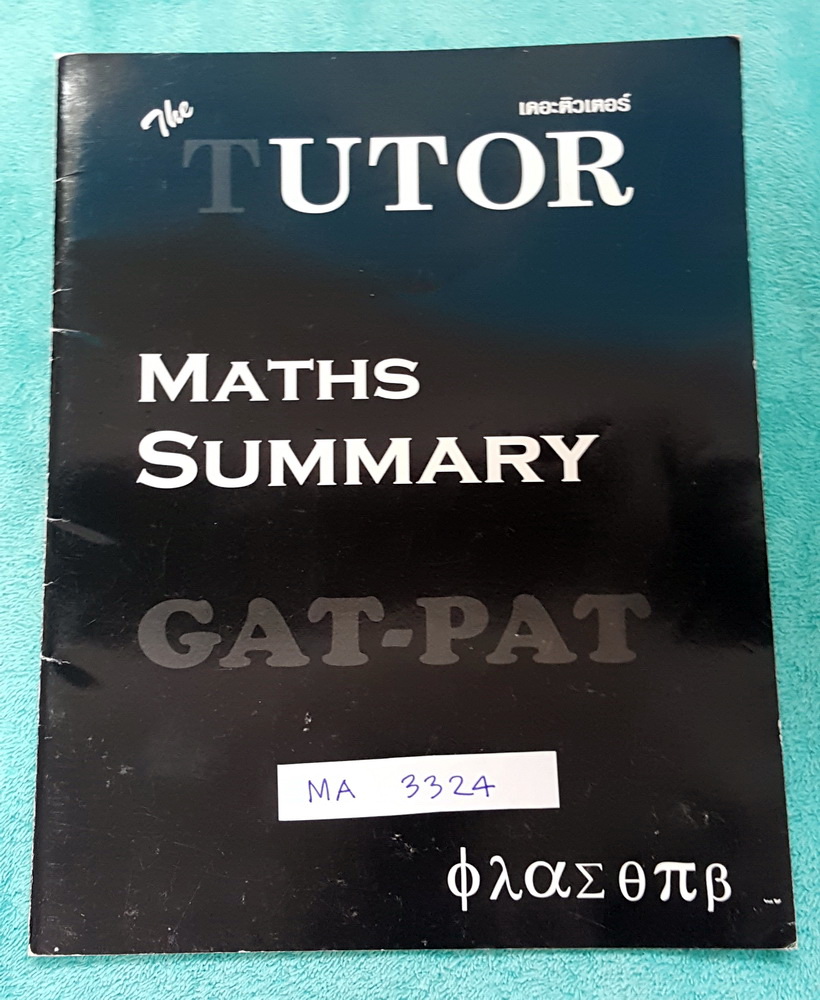 The
เดอะติวเตอร์
TUTOR
MATHS
SUMMARY
GAT-PAT
MA 3324
φλαΣθπβ